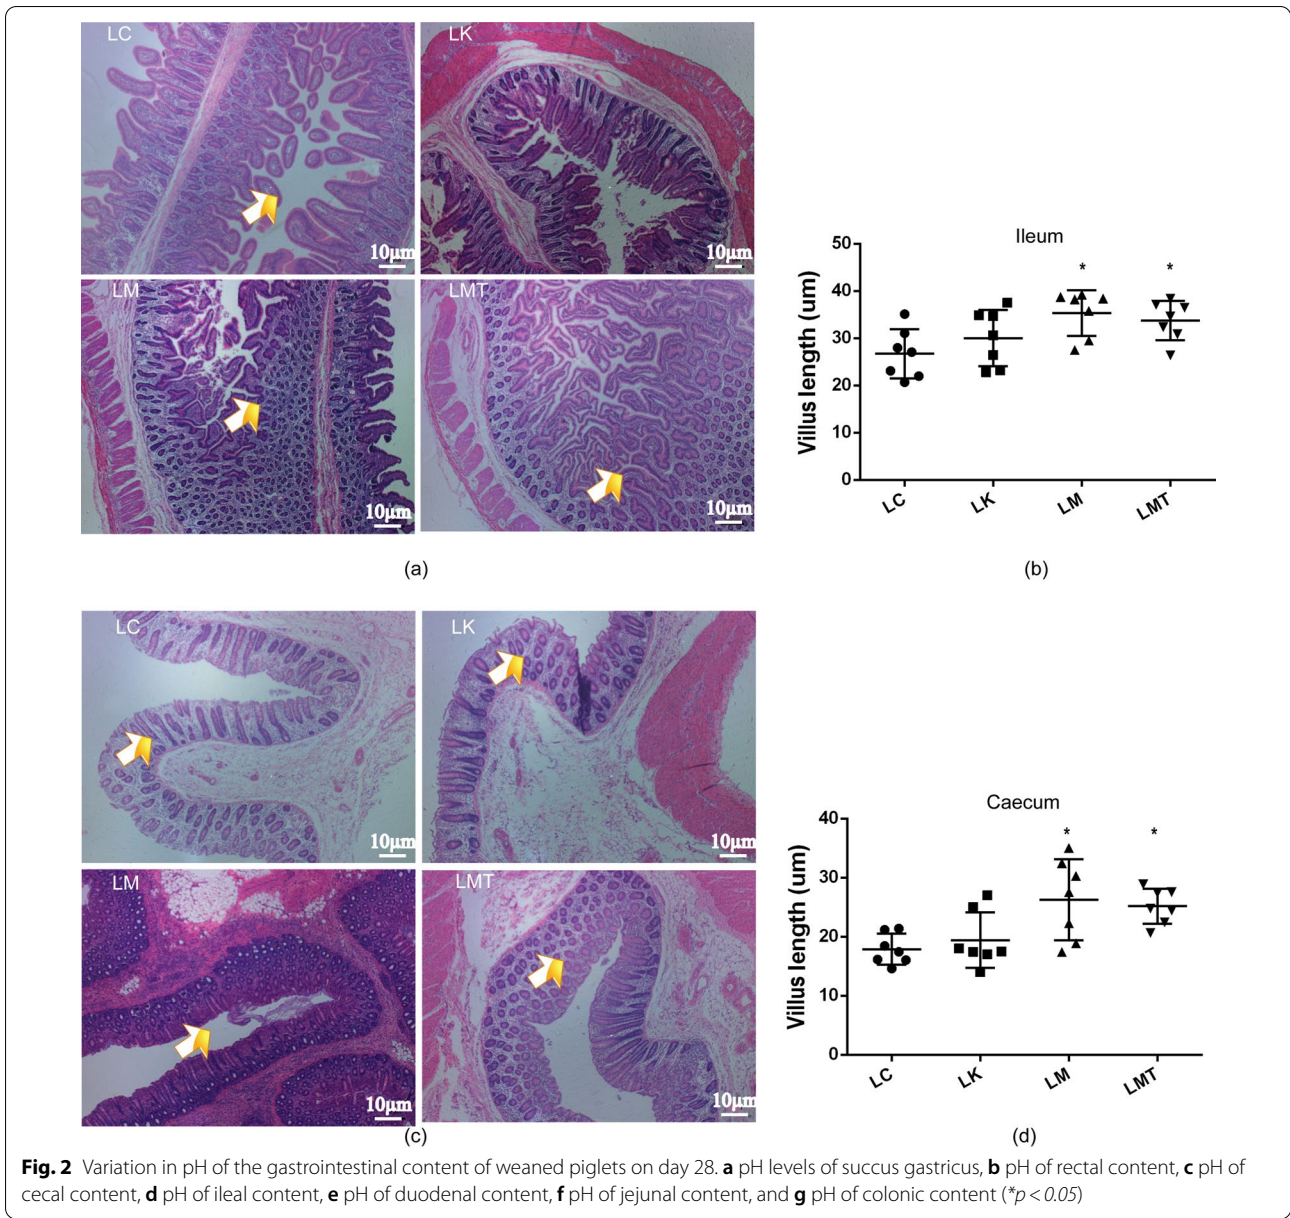 LC
LK
10μm
10μm
LM
LMT
10μm
10μm
(a)
Ileum
Villus length (um)
50
40
30
20
10
0
*
*
LC
LK
LM
LMT
(b)
LC
LK
10μm
10μm
LM
LMT
10μm
10μm
(c)
Caecum
Villus length (um)
40
30
20
10
0
*
*
LC
LK
LM
LMT
(d)
Fig. 2 Variation in pH of the gastrointestinal content of weaned piglets on day 28. a pH levels of succus gastricus, b pH of rectal content, c pH of
cecal content, d pH of ileal content, e pH of duodenal content, f pH of jejunal content, and g pH of colonic content (*p < 0.05)